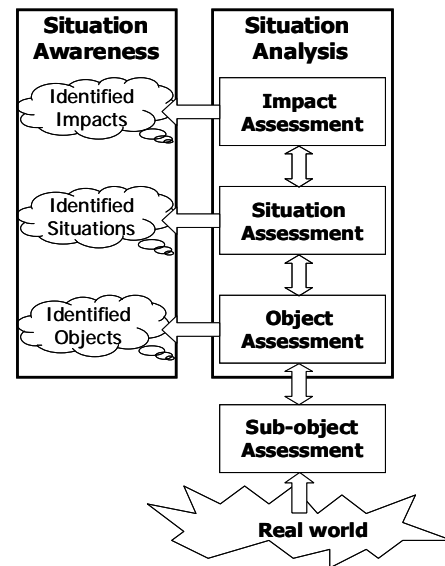 Situation
Awareness
Situation
Analysis
Identified
Impacts
Impact
Assessment
Identified
Situations
Situation
Assessment
Identified
Objects
Object
Assessment
Sub-object
Assessment
Real world